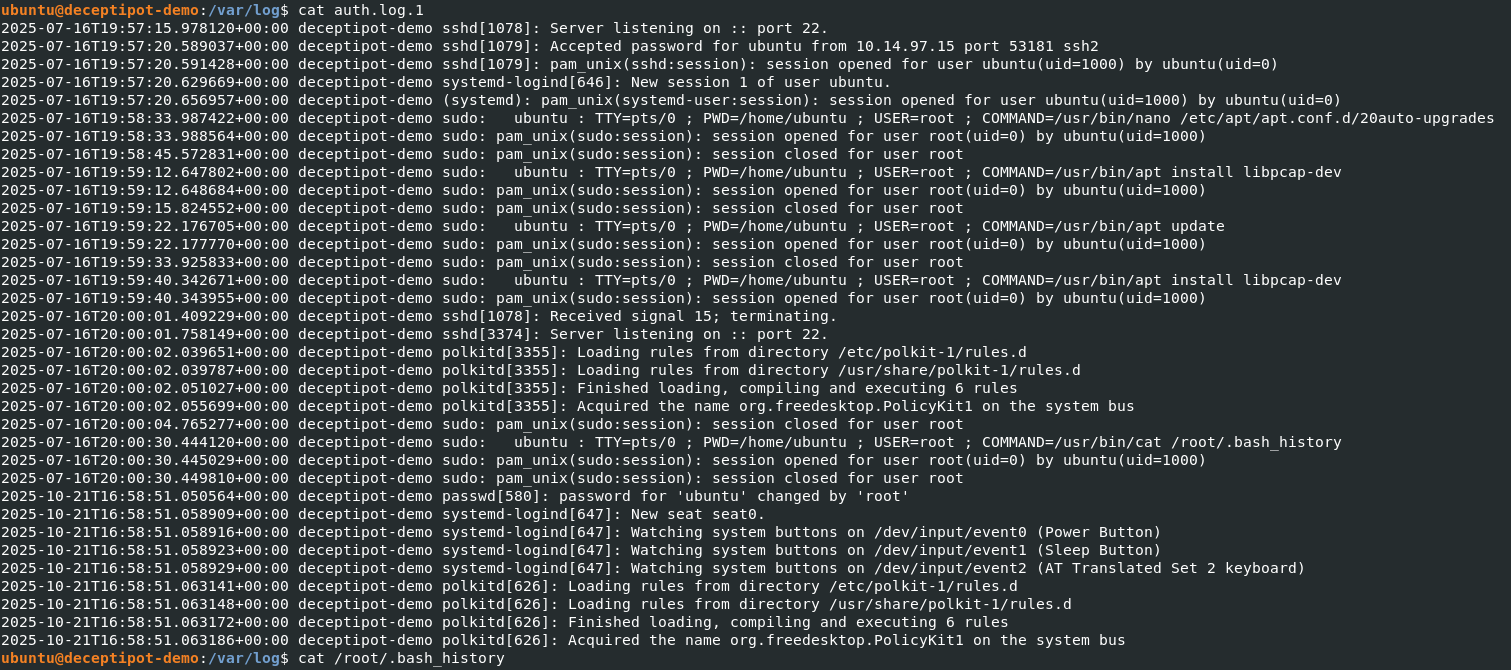 ubuntu@deceptipot-demo:/var/log$ cat auth.log.1
2025-07-16T19:57:15.978120+00:00 deceptipot-demo sshd[1078]: Server listening on :: port 22.
2025-07-16T19:57:20.589037+00:00 deceptipot-demo sshd[1079]: Accepted password for ubuntu from 10.14.97.15 port 53181 ssh2
2025-07-16T19:57:20.591428+00:00 deceptipot-demo sshd[1079]: pam_unix(sshd:session): session opened for user ubuntu(uid=1000) by ubuntu(uid=0)
2025-07-16T19:57:20.629669+00:00 deceptipot-demo systemd-logind[646]: New session 1 of user ubuntu.
2025-07-16T19:57:20.656957+00:00 deceptipot-demo (systemd): pam_unix(systemd-user:session): session opened for user ubuntu(uid=1000) by ubuntu(uid=0)
2025-07-16T19:58:33.987422+00:00 deceptipot-demo sudo:   ubuntu : TTY=pts/0 ; PWD=/home/ubuntu ; USER=root ; COMMAND=/usr/bin/nano /etc/apt/apt.conf.d/20auto-upgrades
2025-07-16T19:58:33.988564+00:00 deceptipot-demo sudo: pam_unix(sudo:session): session opened for user root(uid=0) by ubuntu(uid=1000)
2025-07-16T19:58:45.572831+00:00 deceptipot-demo sudo: pam_unix(sudo:session): session closed for user root
2025-07-16T19:59:12.647802+00:00 deceptipot-demo sudo:   ubuntu : TTY=pts/0 ; PWD=/home/ubuntu ; USER=root ; COMMAND=/usr/bin/apt install libpcap-dev
2025-07-16T19:59:12.648684+00:00 deceptipot-demo sudo: pam_unix(sudo:session): session opened for user root(uid=0) by ubuntu(uid=1000)
2025-07-16T19:59:15.824552+00:00 deceptipot-demo sudo: pam_unix(sudo:session): session closed for user root
2025-07-16T19:59:22.176705+00:00 deceptipot-demo sudo:   ubuntu : TTY=pts/0 ; PWD=/home/ubuntu ; USER=root ; COMMAND=/usr/bin/apt update
2025-07-16T19:59:22.177770+00:00 deceptipot-demo sudo: pam_unix(sudo:session): session opened for user root(uid=0) by ubuntu(uid=1000)
2025-07-16T19:59:33.925833+00:00 deceptipot-demo sudo: pam_unix(sudo:session): session closed for user root
2025-07-16T19:59:40.342671+00:00 deceptipot-demo sudo:   ubuntu : TTY=pts/0 ; PWD=/home/ubuntu ; USER=root ; COMMAND=/usr/bin/apt install libpcap-dev
2025-07-16T19:59:40.343955+00:00 deceptipot-demo sudo: pam_unix(sudo:session): session opened for user root(uid=0) by ubuntu(uid=1000)
2025-07-16T20:00:01.409229+00:00 deceptipot-demo sshd[1078]: Received signal 15; terminating.
2025-07-16T20:00:01.758149+00:00 deceptipot-demo sshd[3374]: Server listening on :: port 22.
2025-07-16T20:00:02.039651+00:00 deceptipot-demo polkitd[3355]: Loading rules from directory /etc/polkit-1/rules.d
2025-07-16T20:00:02.039787+00:00 deceptipot-demo polkitd[3355]: Loading rules from directory /usr/share/polkit-1/rules.d
2025-07-16T20:00:02.051027+00:00 deceptipot-demo polkitd[3355]: Finished loading, compiling and executing 6 rules
2025-07-16T20:00:02.055699+00:00 deceptipot-demo polkitd[3355]: Acquired the name org.freedesktop.PolicyKit1 on the system bus
2025-07-16T20:00:04.765277+00:00 deceptipot-demo sudo: pam_unix(sudo:session): session closed for user root
2025-07-16T20:00:30.444120+00:00 deceptipot-demo sudo:   ubuntu : TTY=pts/0 ; PWD=/home/ubuntu ; USER=root ; COMMAND=/usr/bin/cat /root/.bash_history
2025-07-16T20:00:30.445029+00:00 deceptipot-demo sudo: pam_unix(sudo:session): session opened for user root(uid=0) by ubuntu(uid=1000)
2025-07-16T20:00:30.449810+00:00 deceptipot-demo sudo: pam_unix(sudo:session): session closed for user root
2025-10-21T16:58:51.050564+00:00 deceptipot-demo passwd[580]: password for 'ubuntu' changed by 'root'
2025-10-21T16:58:51.058909+00:00 deceptipot-demo systemd-logind[647]: New seat seat0.
2025-10-21T16:58:51.058916+00:00 deceptipot-demo systemd-logind[647]: Watching system buttons on /dev/input/event0 (Power Button)
2025-10-21T16:58:51.058923+00:00 deceptipot-demo systemd-logind[647]: Watching system buttons on /dev/input/event1 (Sleep Button)
2025-10-21T16:58:51.058929+00:00 deceptipot-demo systemd-logind[647]: Watching system buttons on /dev/input/event2 (AT Translated Set 2 keyboard)
2025-10-21T16:58:51.063141+00:00 deceptipot-demo polkitd[626]: Loading rules from directory /etc/polkit-1/rules.d
2025-10-21T16:58:51.063148+00:00 deceptipot-demo polkitd[626]: Loading rules from directory /usr/share/polkit-1/rules.d
2025-10-21T16:58:51.063172+00:00 deceptipot-demo polkitd[626]: Finished loading, compiling and executing 6 rules
2025-10-21T16:58:51.063186+00:00 deceptipot-demo polkitd[626]: Acquired the name org.freedesktop.PolicyKit1 on the system bus
ubuntu@deceptipot-demo:/var/log$ cat /root/.bash_history